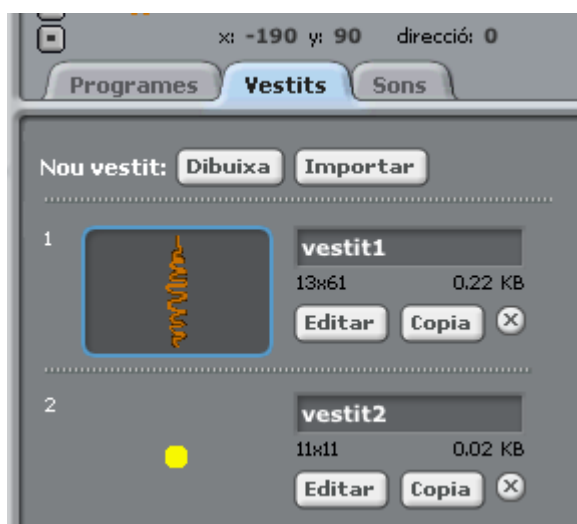 x: -190 y: 90 direcció: 0
Programes Vestits Sons
Nou vestit: Dibuixa Importar
1
vestit1
13x61 0.22 KB
Editar Copia
2
vestit2
11x11 0.02 KB
Editar Copia